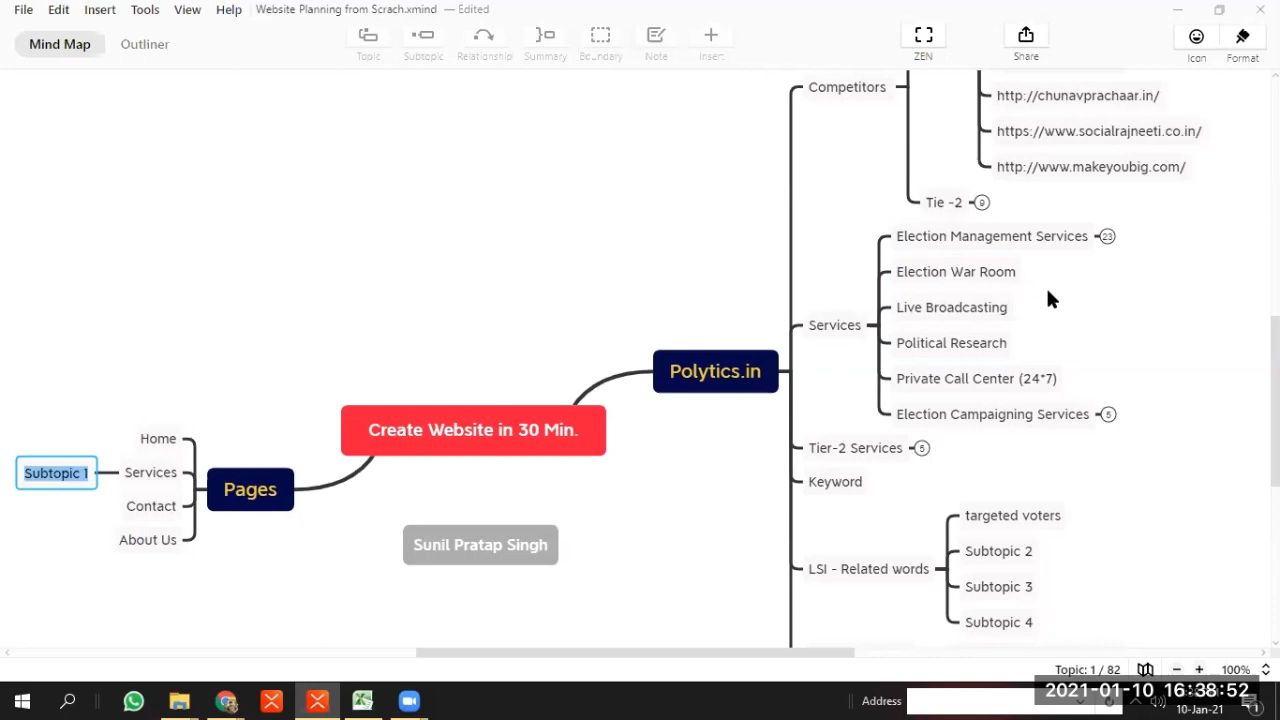 File Edit Insert Tools View Help Website Planning from Scrach.xmind — Edited
Mind Map Outliner
Topic Subtopic Relationship Summary Boundary Note Insert ZEN Share Icon Format
Competitors
http://chunavprachaar.in/
https://www.socialrajneeti.co.in/
http://www.makeyoubig.com/
Tie -2 9
Election Management Services 23
Election War Room
Live Broadcasting
Services
Political Research
Private Call Center (24*7)
Election Campaigning Services 5
Polytics.in
Create Website in 30 Min.
Tier-2 Services 5
Keyword
LSI - Related words
targeted voters
Subtopic 2
Subtopic 3
Subtopic 4
Home
Subtopic 1
Services
Pages
Contact
About Us
Sunil Pratap Singh
Topic: 1 / 82 100%
Address
2021-01-10 16:38:52
10-Jan-21